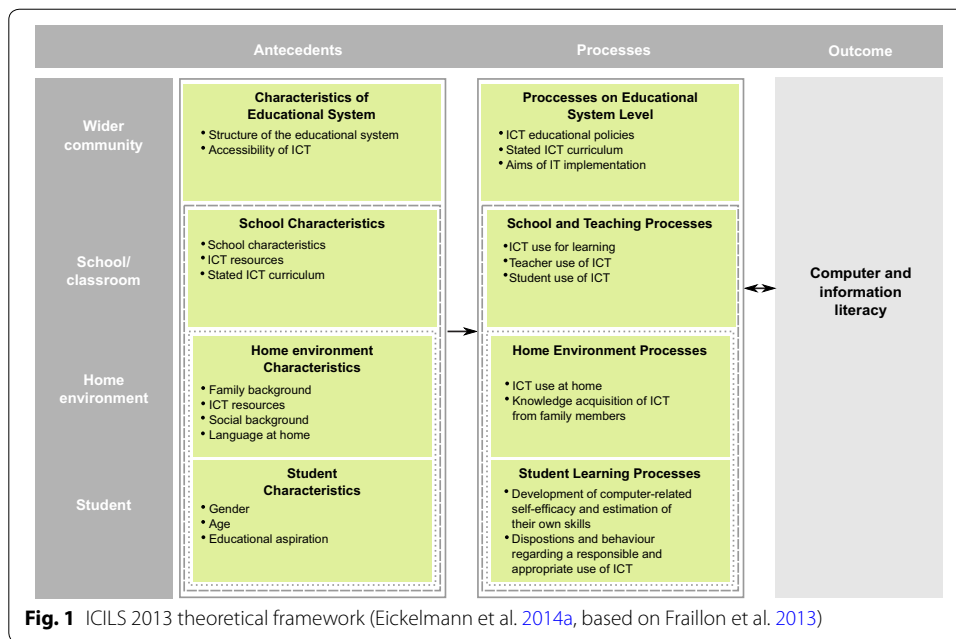 Antecedents
Processes
Outcome
Wider
community
Characteristics of
Educational System
• Structure of the educational system
• Accessibility of ICT
Proccesses on Educational
System Level
• ICT educational policies
• Stated ICT curriculum
• Aims of IT implementation
School/
classroom
School Characteristics
• School characteristics
• ICT resources
• Stated ICT curriculum
School and Teaching Processes
• ICT use for learning
• Teacher use of ICT
• Student use of ICT
Computer and
information
literacy
Home
environment
Home environment
Characteristics
• Family background
• ICT resources
• Social background
• Language at home
Home Environment Processes
• ICT use at home
• Knowledge acquisition of ICT
from family members
Student
Student
Characteristics
• Gender
• Age
• Educational aspiration
Student Learning Processes
• Development of computer-related
self-efficacy and estimation of
their own skills
• Dispostions and behaviour
regarding a responsible and
appropriate use of ICT
Fig. 1 ICILS 2013 theoretical framework (Eickelmann et al. 2014a, based on Fraillon et al. 2013)